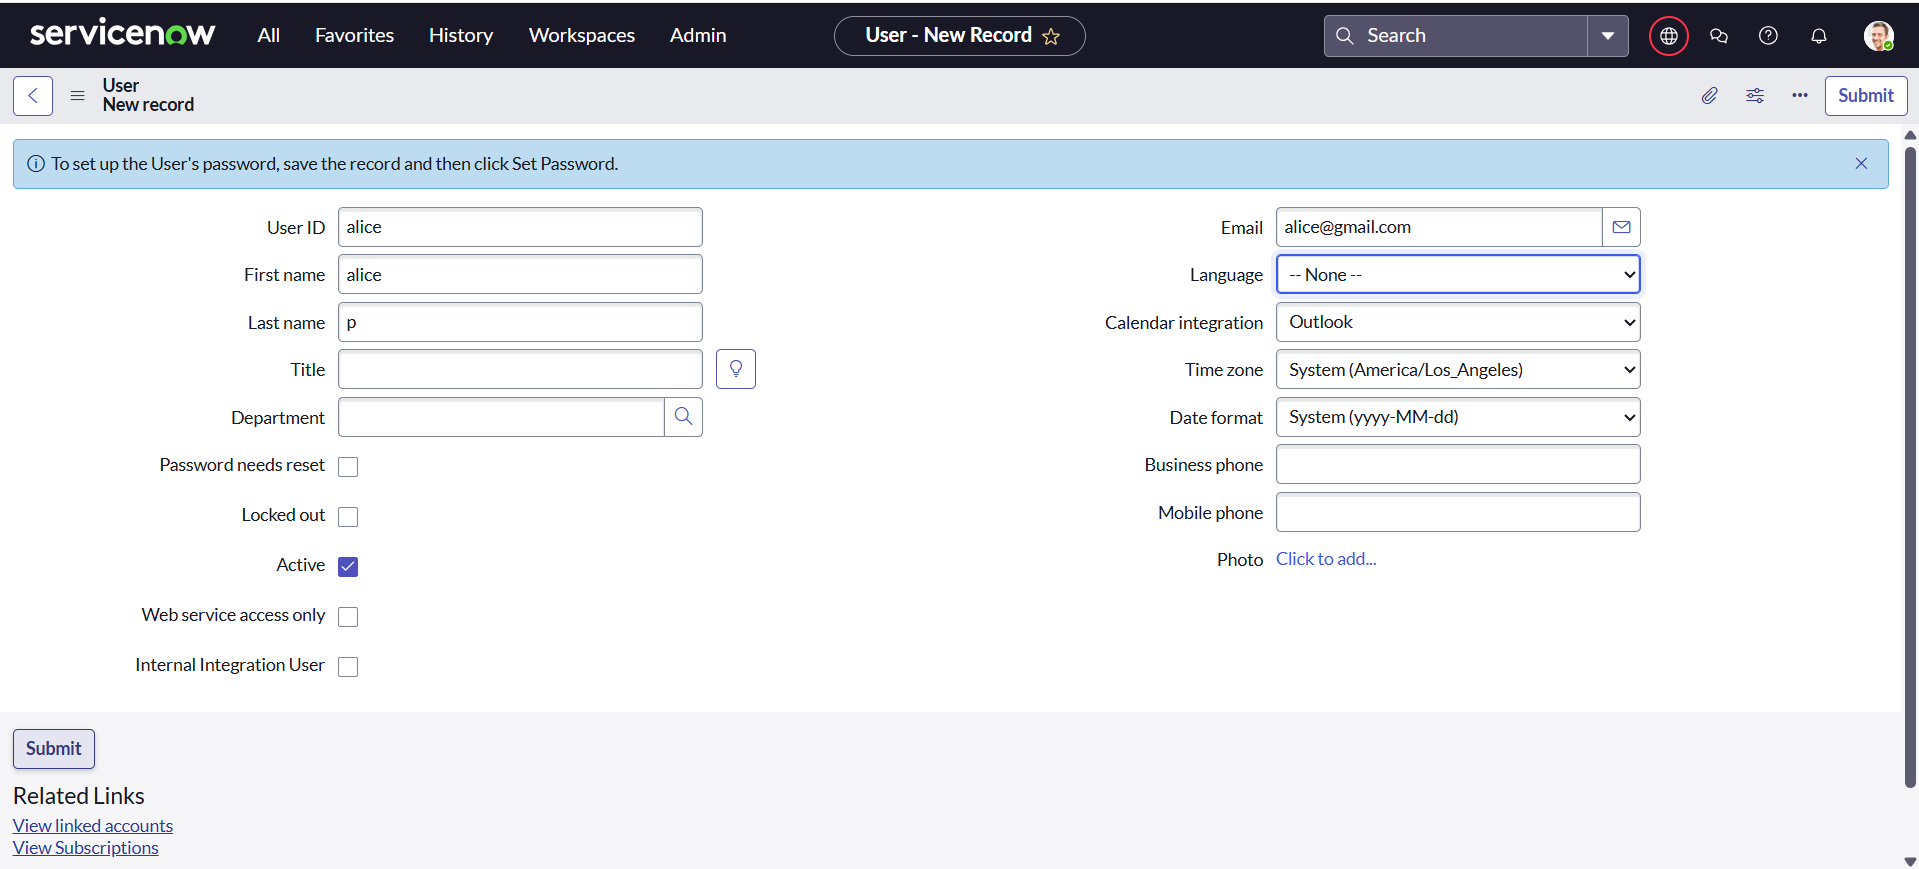 servicenow All Favorites History Workspaces Admin User - New Record Search
User
New record
Submit
To set up the User's password, save the record and then click Set Password.
User ID alice
First name alice
Last name p
Title
Department
Password needs reset
Locked out
Active
Web service access only
Internal Integration User
Email alice@gmail.com
Language -- None --
Calendar integration Outlook
Time zone System (America/Los_Angeles)
Date format System (yyyy-MM-dd)
Business phone
Mobile phone
Photo Click to add...
Submit
Related Links
View linked accounts
View Subscriptions